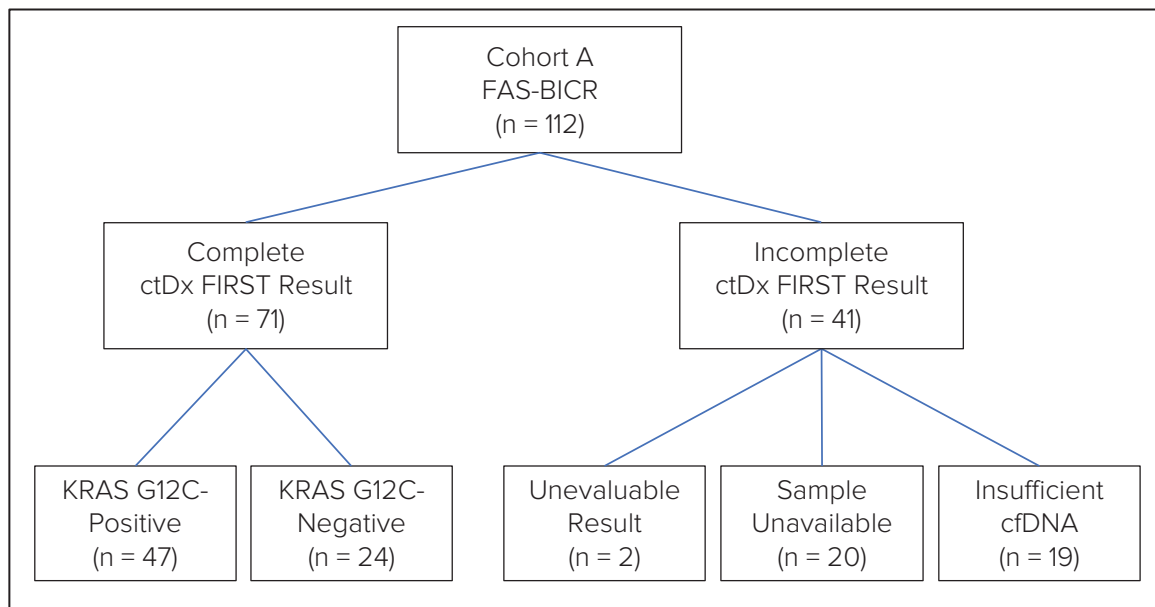 Cohort A
FAS-BICR
(n = 112)
Complete
ctDx FIRST Result
(n = 71)
Incomplete
ctDx FIRST Result
(n = 41)
KRAS G12C-
Positive
(n = 47)
KRAS G12C-
Negative
(n = 24)
Unevaluable
Result
(n = 2)
Sample
Unavailable
(n = 20)
Insufficient
cfDNA
(n = 19)